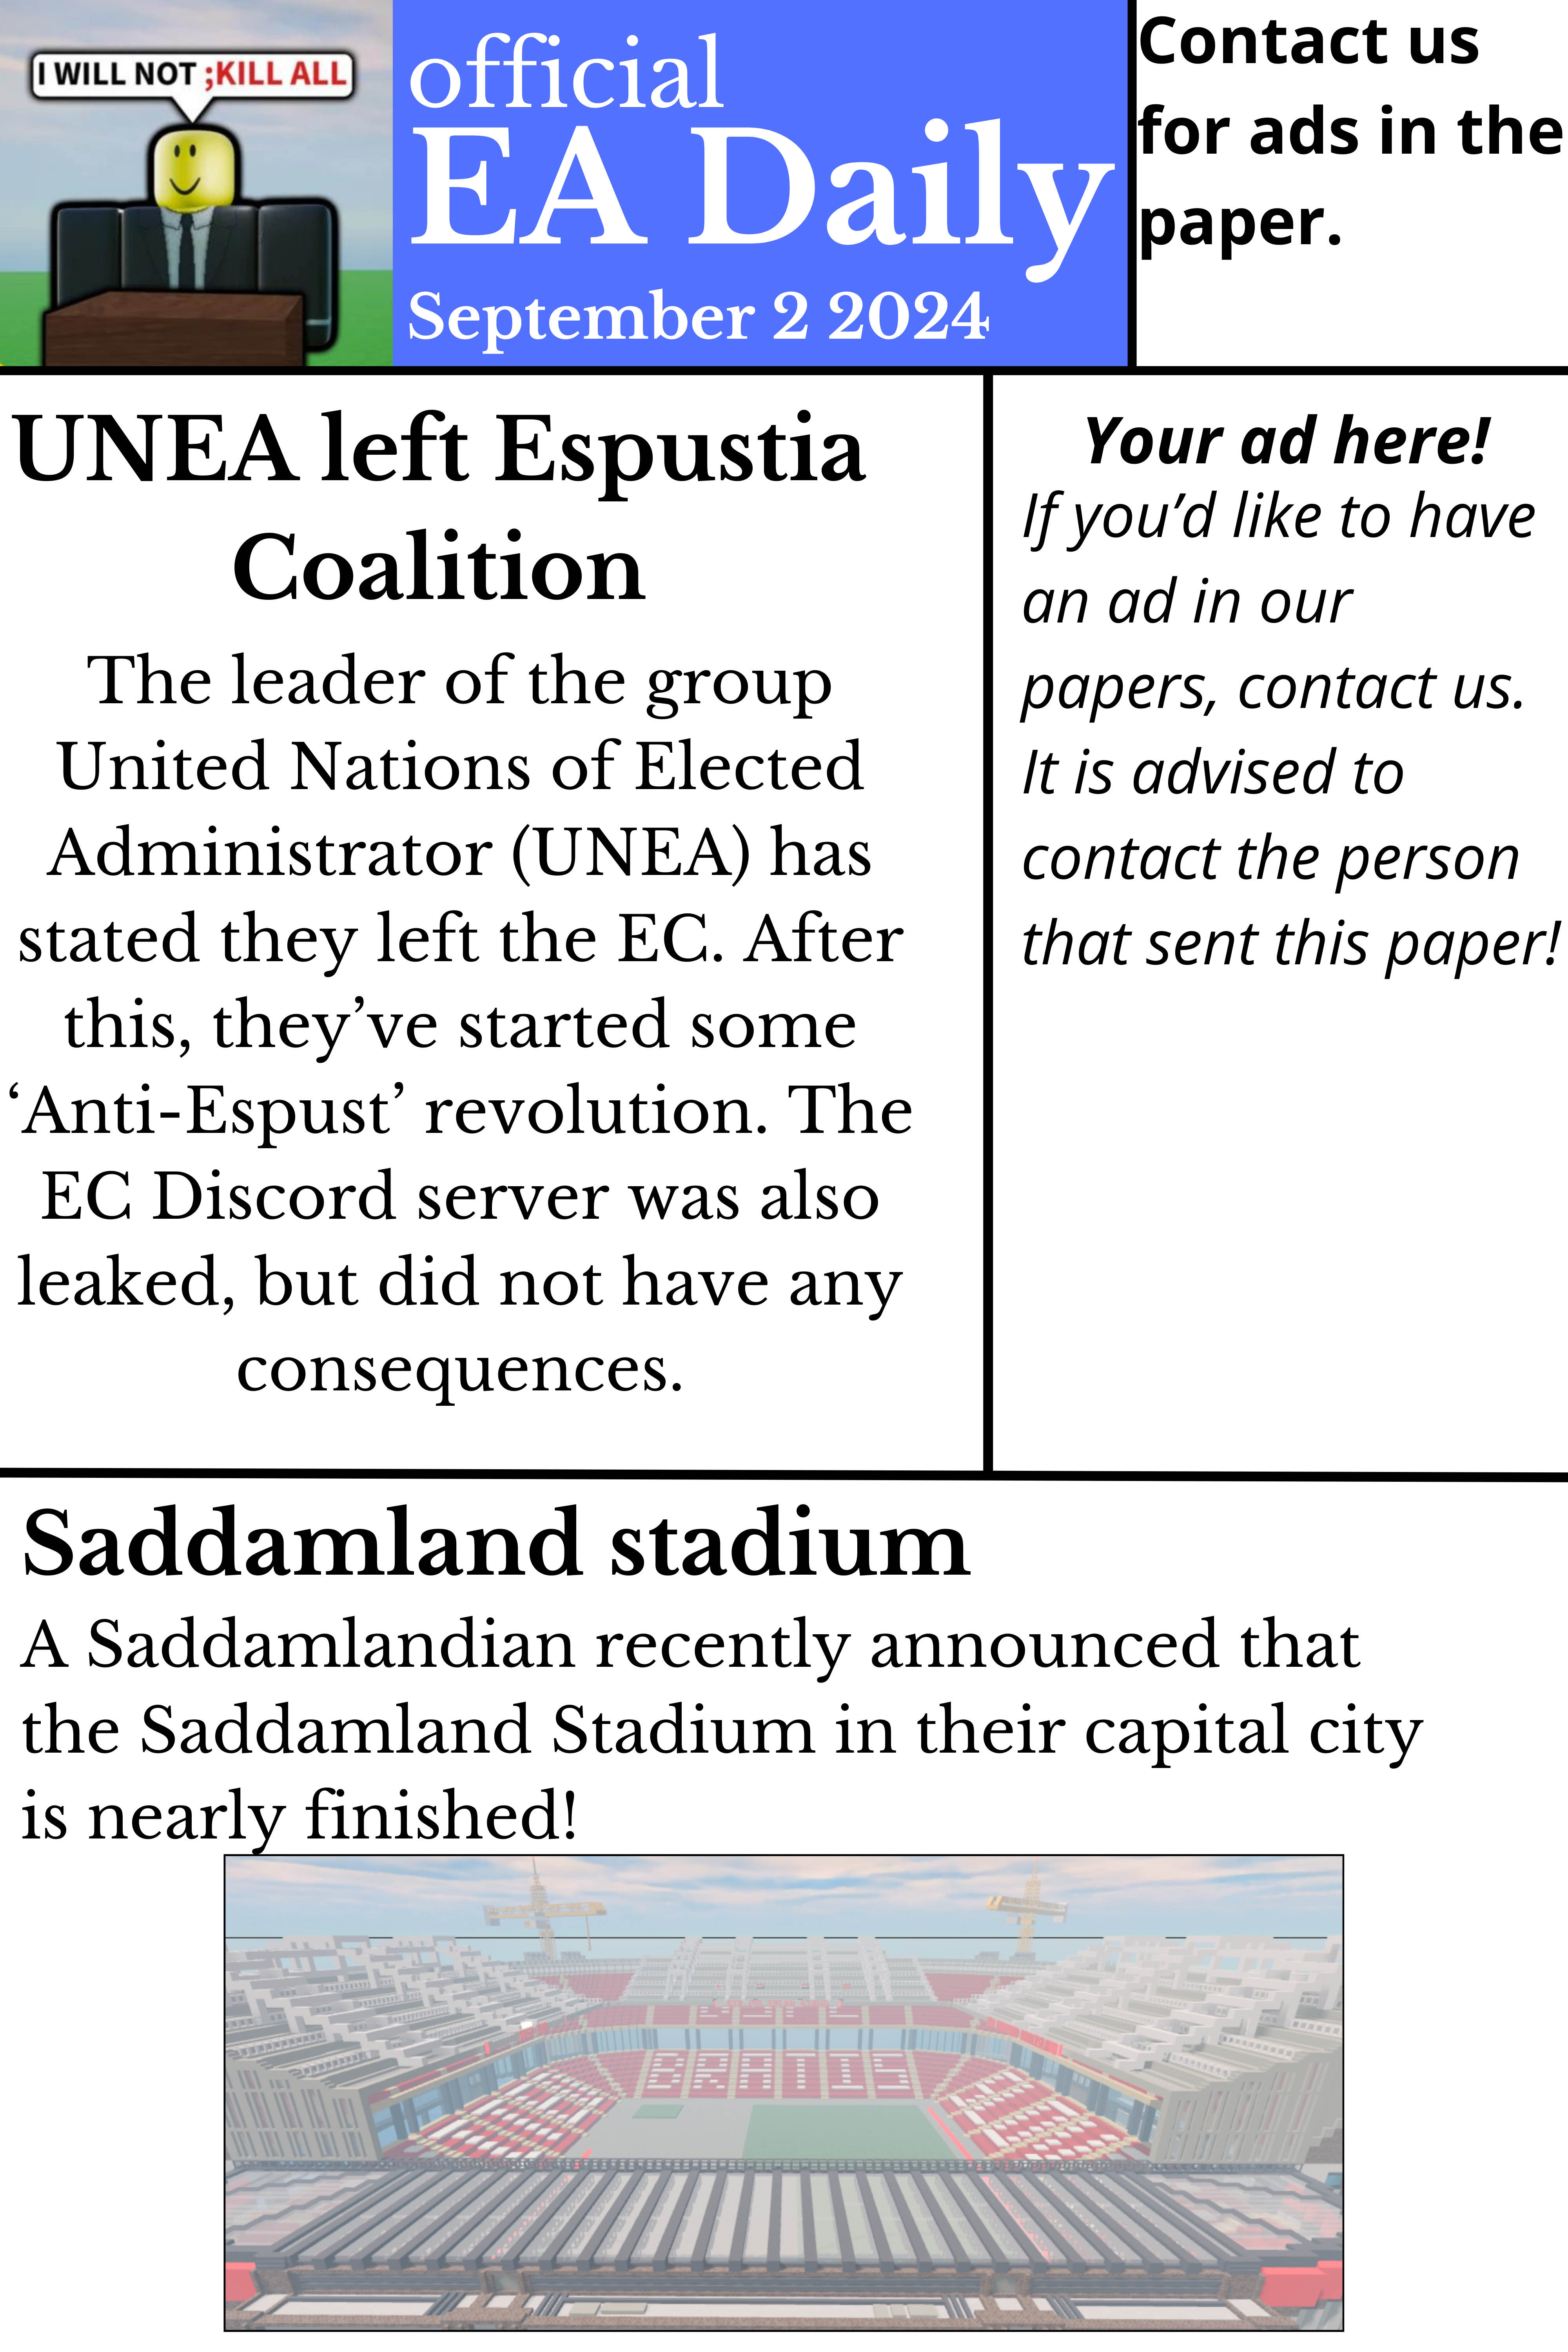 I WILL NOT ;KILL ALL
official
EA Daily
September 2 2024
Contact us
for ads in the
paper.
UNEA left Espustia
Coalition
The leader of the group
United Nations of Elected
Administrator (UNEA) has
stated they left the EC. After
this, they’ve started some
‘Anti-Espust’ revolution. The
EC Discord server was also
leaked, but did not have any
consequences.
Your ad here!
If you’d like to have
an ad in our
papers, contact us.
It is advised to
contact the person
that sent this paper!
Saddamland stadium
A Saddamlandian recently announced that
the Saddamland Stadium in their capital city
is nearly finished!